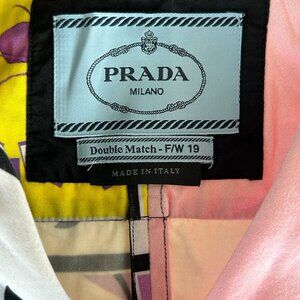 PRADA
MILANO
Double Match - F/W 19
MADE IN ITALY